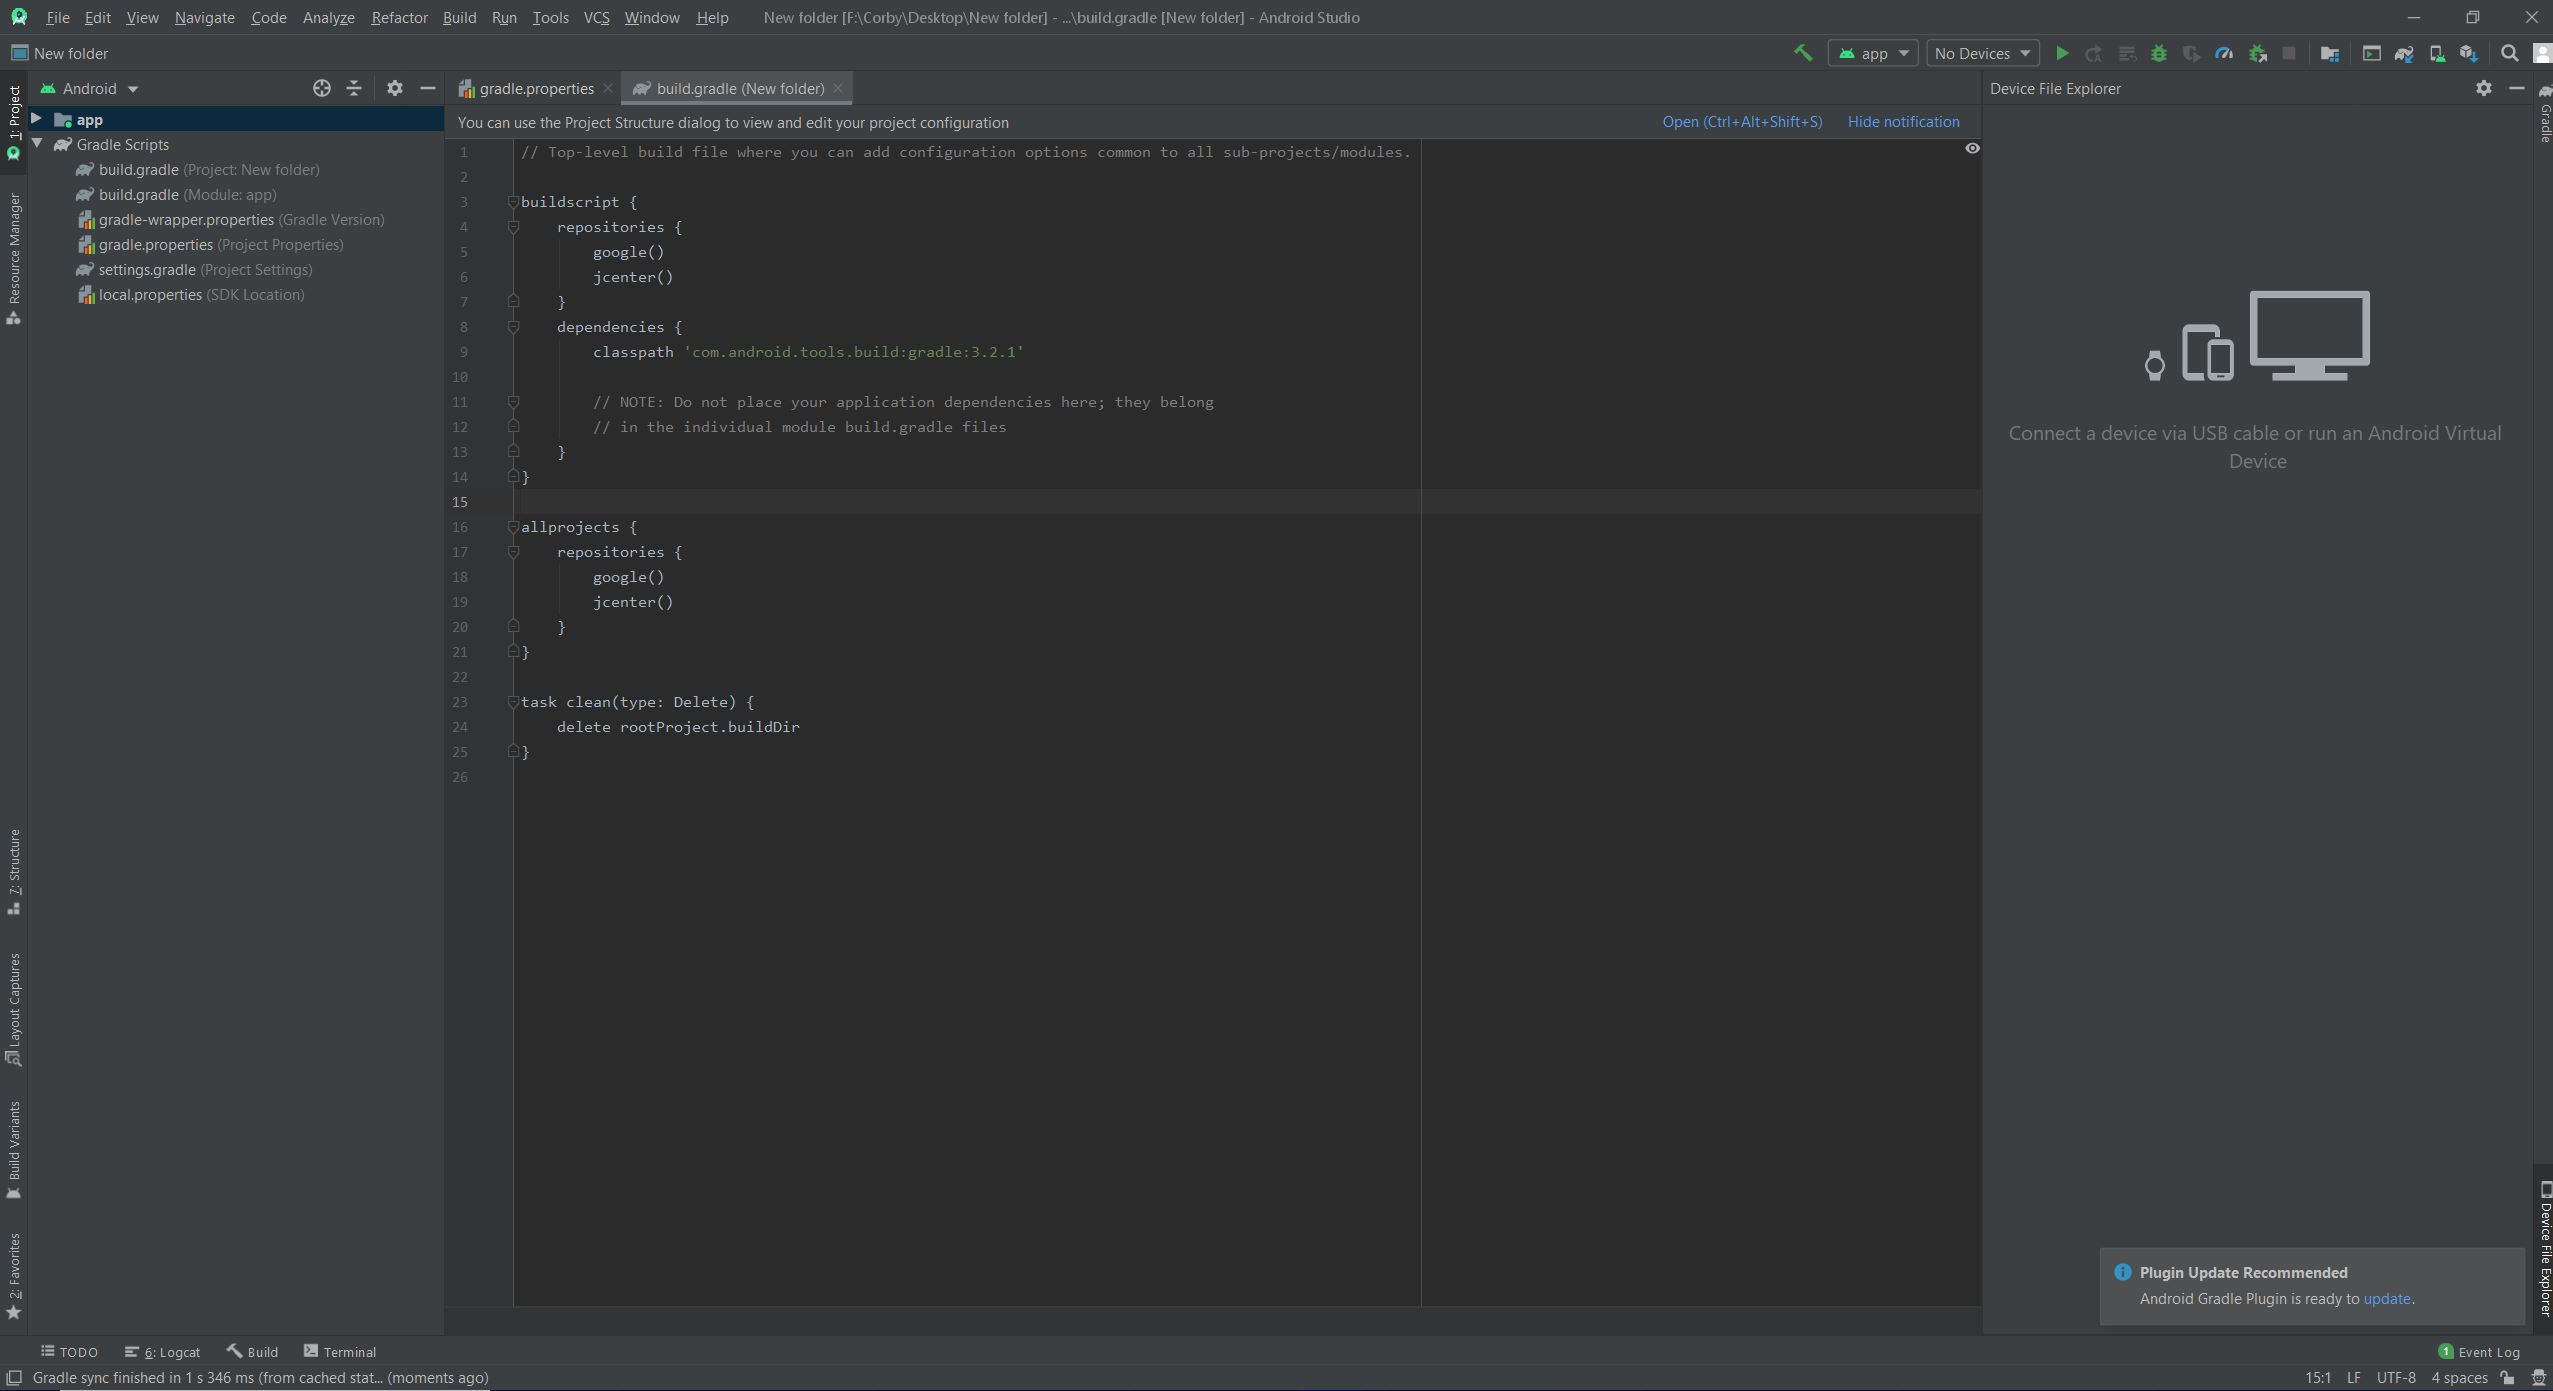 File Edit View Navigate Code Analyze Refactor Build Run Tools VCS Window Help New folder [F:\Corby\Desktop\New folder] - ...\build.gradle [New folder] - Android Studio
New folder
app No Devices
Android
gradle.properties build.gradle (New folder)
Device File Explorer
1: Project
Resource Manager
7: Structure
Layout Captures
Build Variants
2: Favorites
app
Gradle Scripts
build.gradle (Project: New folder)
build.gradle (Module: app)
gradle-wrapper.properties (Gradle Version)
gradle.properties (Project Properties)
settings.gradle (Project Settings)
local.properties (SDK Location)
You can use the Project Structure dialog to view and edit your project configuration Open (Ctrl+Alt+Shift+S) Hide notification
1 // Top-level build file where you can add configuration options common to all sub-projects/modules.
2
3 buildscript {
4 repositories {
5 google()
6 jcenter()
7 }
8 dependencies {
9 classpath 'com.android.tools.build:gradle:3.2.1'
10
11 // NOTE: Do not place your application dependencies here; they belong
12 // in the individual module build.gradle files
13 }
14 }
15
16 allprojects {
17 repositories {
18 google()
19 jcenter()
20 }
21 }
22
23 task clean(type: Delete) {
24 delete rootProject.buildDir
25 }
26
Connect a device via USB cable or run an Android Virtual
Device
Gradle
Device File Explorer
Plugin Update Recommended
Android Gradle Plugin is ready to update.
TODO 6: Logcat Build Terminal 1 Event Log
Gradle sync finished in 1 s 346 ms (from cached stat... (moments ago) 15:1 LF UTF-8 4 spaces